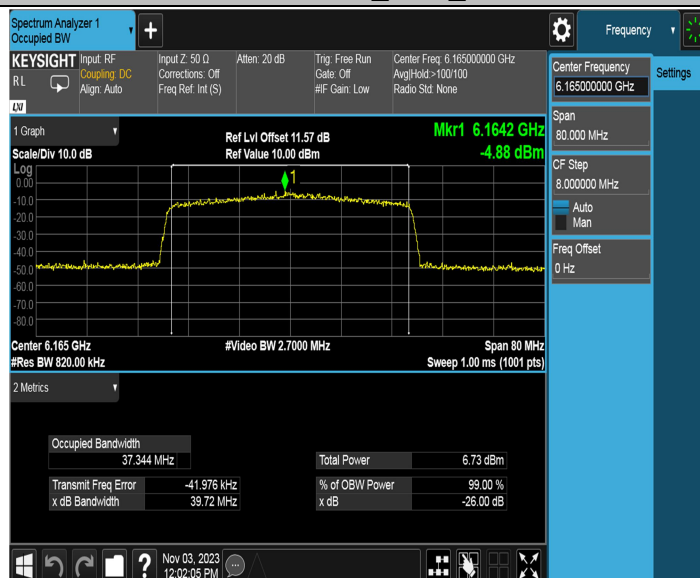 Spectrum Analyzer 1
Occupied BW
+
Frequency
KEYSIGHT
R L
LXI
Input: RF
Coupling: DC
Align: Auto
Input Z: 50 Ω
Corrections: Off
Freq Ref: Int (S)
Atten: 20 dB
Trig: Free Run
Gate: Off
#IF Gain: Low
Center Freq: 6.165000000 GHz
Avg|Hold:>100/100
Radio Std: None
Center Frequency
6.165000000 GHz
Settings
Span
80.000 MHz
CF Step
8.000000 MHz
Auto
Man
Freq Offset
0 Hz
1 Graph
Scale/Div 10.0 dB
Ref Lvl Offset 11.57 dB
Ref Value 10.00 dBm
Mkr1 6.1642 GHz
-4.88 dBm
Log
0.00
-10.0
-20.0
-30.0
-40.0
-50.0
-60.0
-70.0
-80.0
1
Center 6.165 GHz
#Res BW 820.00 kHz
#Video BW 2.7000 MHz
Span 80 MHz
Sweep 1.00 ms (1001 pts)
2 Metrics
Occupied Bandwidth
37.344 MHz
Transmit Freq Error -41.976 kHz
x dB Bandwidth 39.72 MHz
Total Power 6.73 dBm
% of OBW Power 99.00 %
x dB -26.00 dB
?
Nov 03, 2023
12:02:05 PM